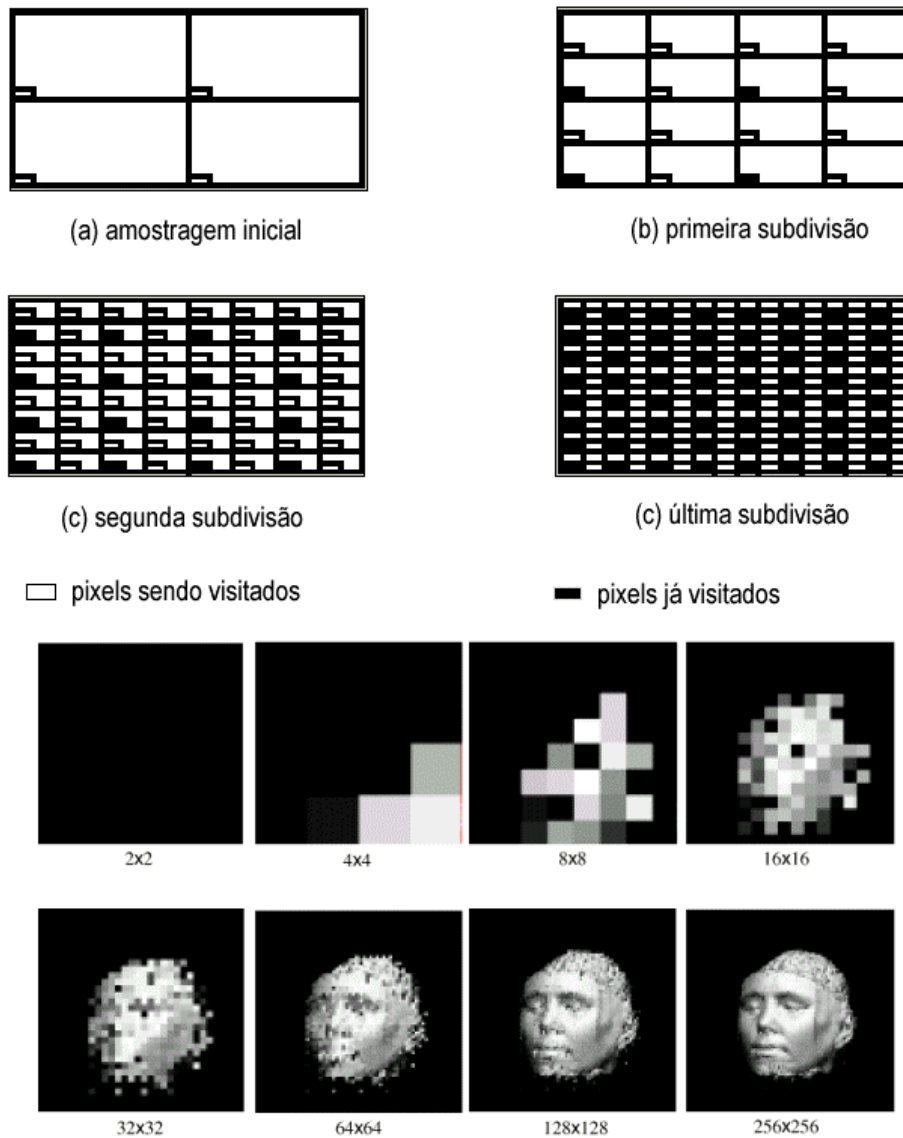 (a) amostragem inicial
(b) primeira subdivisão
(c) segunda subdivisão
(c) última subdivisão
pixels sendo visitados
pixels já visitados
2x2
4x4
8x8
16x16
32x32
64x64
128x128
256x256